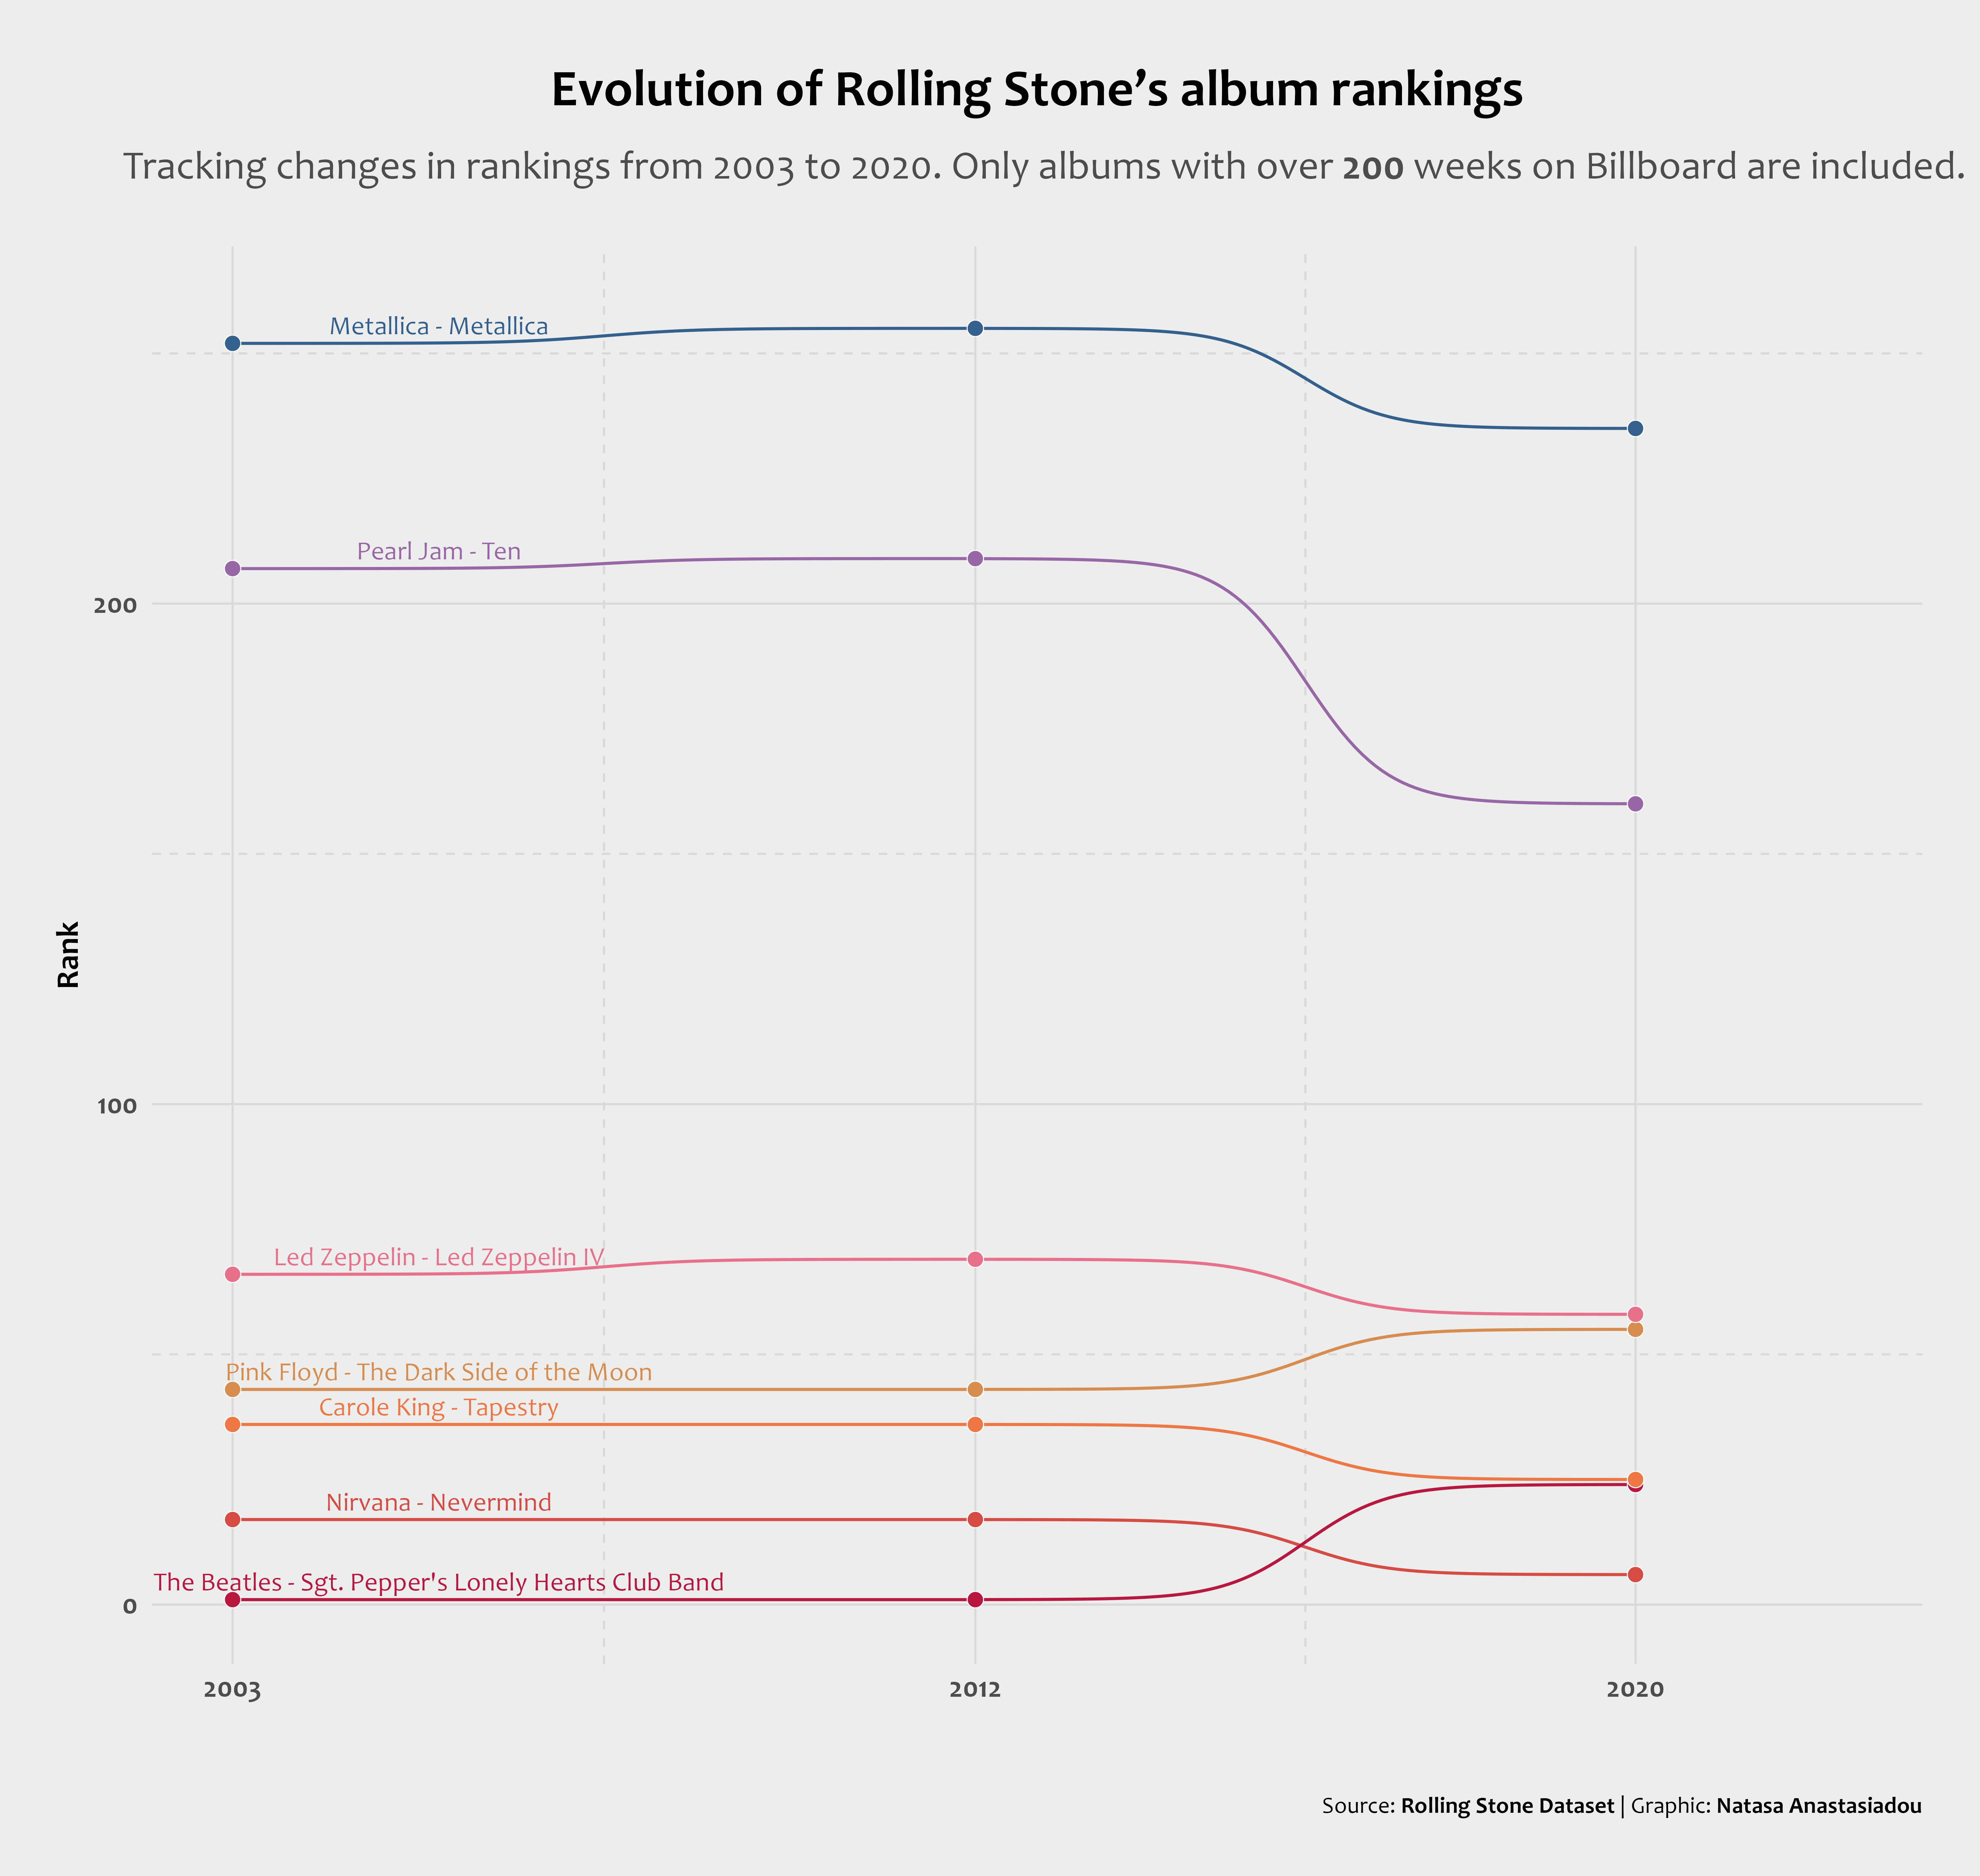 Evolution of Rolling Stone’s album rankings
Tracking changes in rankings from 2003 to 2020. Only albums with over 200 weeks on Billboard are included.
Metallica - Metallica
Pearl Jam - Ten
200
Rank
100
Led Zeppelin - Led Zeppelin IV
Pink Floyd - The Dark Side of the Moon
Carole King - Tapestry
Nirvana - Nevermind
The Beatles - Sgt. Pepper's Lonely Hearts Club Band
0
2003 2012 2020
Source: Rolling Stone Dataset | Graphic: Natasa Anastasiadou